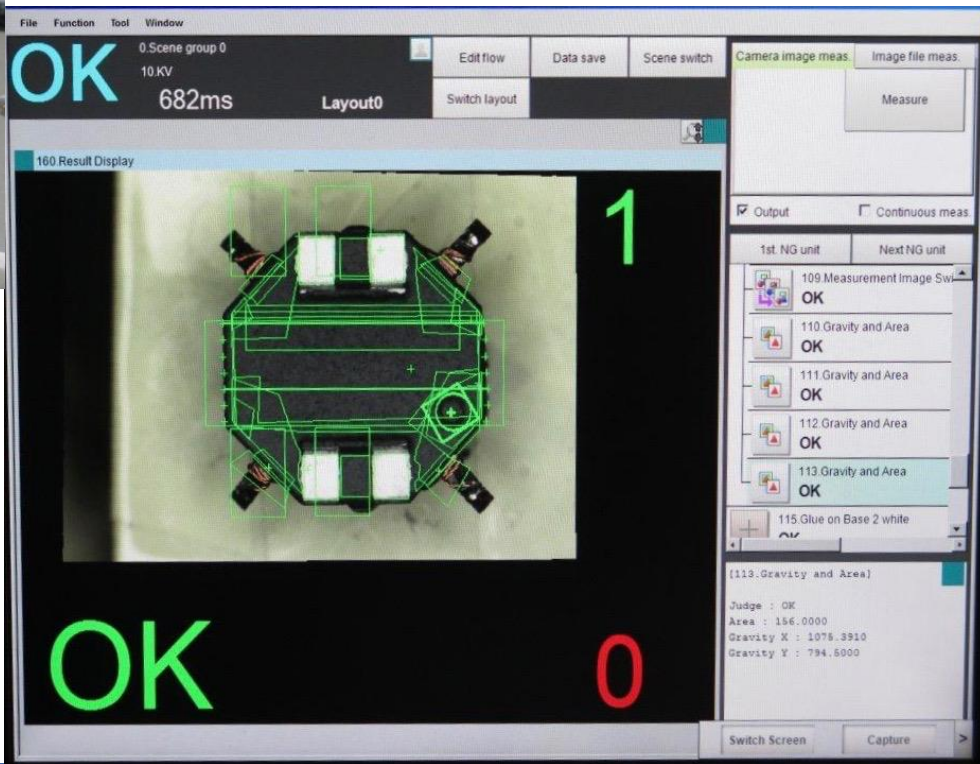 File Function Tool Window
OK
0.Scene group 0
10.KV
682ms
Layout0
Edit flow
Data save
Scene switch
Switch layout
Camera image meas.
Image file meas.
Measure
Output
Continuous meas.
160.Result Display
1
1st. NG unit
Next NG unit
109.Measurement Image Swi
OK
110.Gravity and Area
OK
111.Gravity and Area
OK
112.Gravity and Area
OK
113.Gravity and Area
OK
115.Glue on Base 2 white
OK
[113.Gravity and Area]
Judge : OK
Area : 156.0000
Gravity X : 1075.3910
Gravity Y : 794.5000
OK
0
Switch Screen
Capture
>